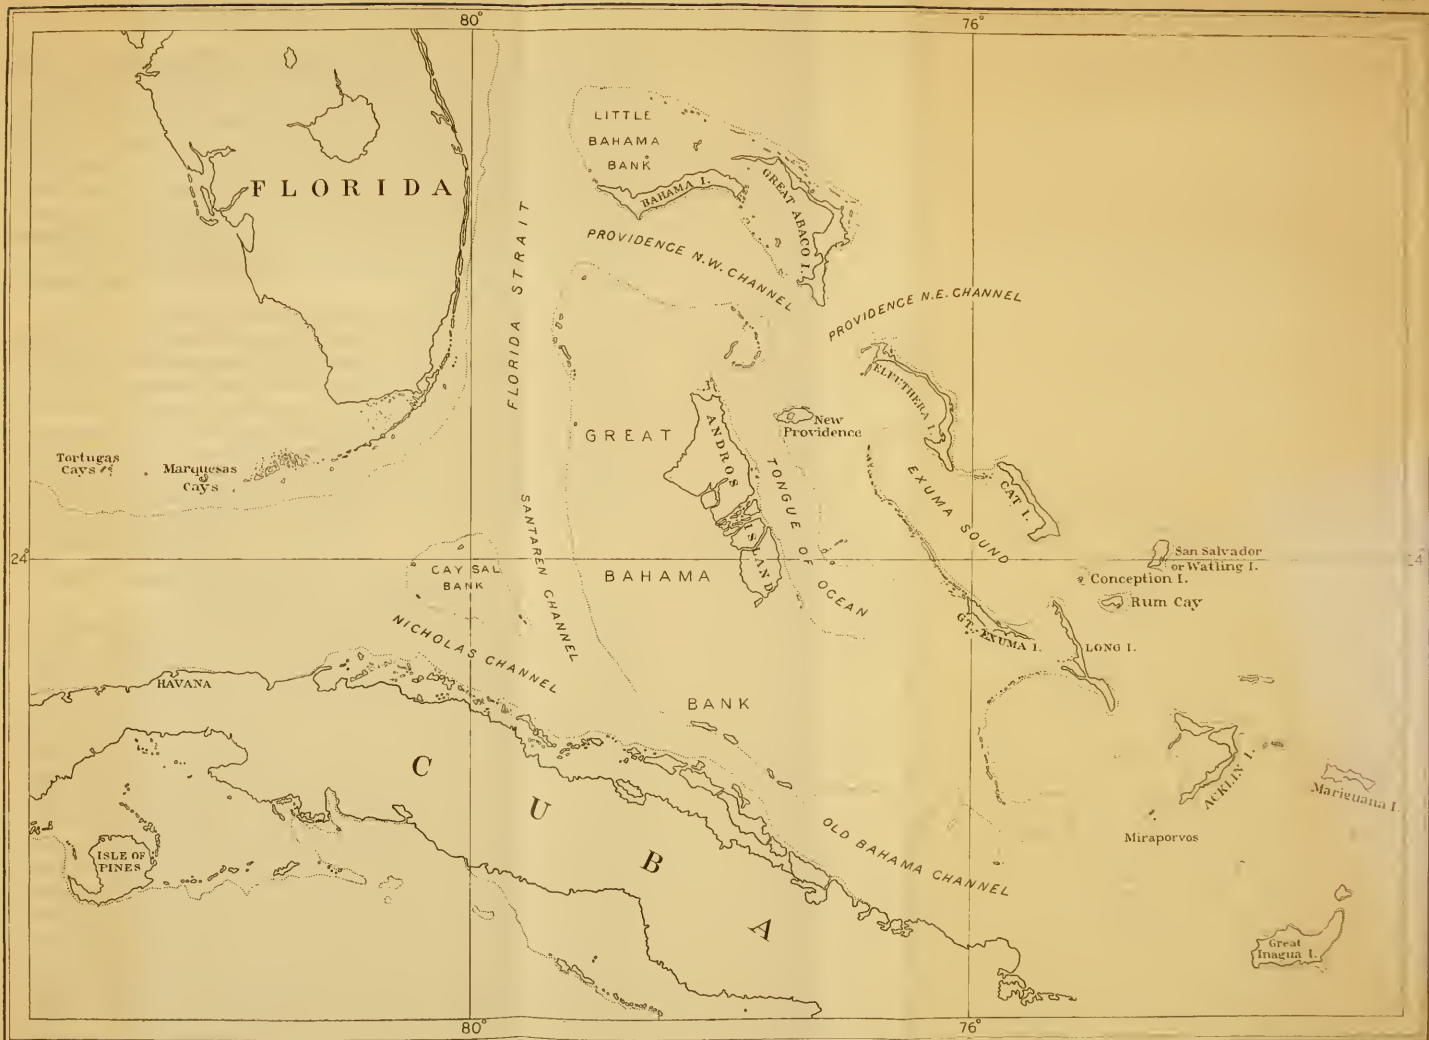 80°
76°
LITTLE
BAHAMA
BANK
FLORIDA
BAHAMA I.
GREAT ABACO I.
FLORIDA STRAIT
PROVIDENCE N.W. CHANNEL
PROVIDENCE N.E. CHANNEL
ELEUTHERA I.
New
Providence
GREAT
ANDROS
ISLAND
TONGUE OF OCEAN
Tortugas
Cays
Marquesas
Cays
EXUMA SOUND
CAT I.
SANTAREN CHANNEL
24°
24
San Salvador
or Watling I.
CAY SAL
BANK
BAHAMA
Conception I.
Rum Cay
NICHOLAS CHANNEL
GT. EXUMA I.
LONG I.
HAVANA
BANK
CUBA
ACKLIN I.
Mariguana I.
Miraporvos
OLD BAHAMA CHANNEL
ISLE OF
PINES
Great
Inagua I.
80°
76°